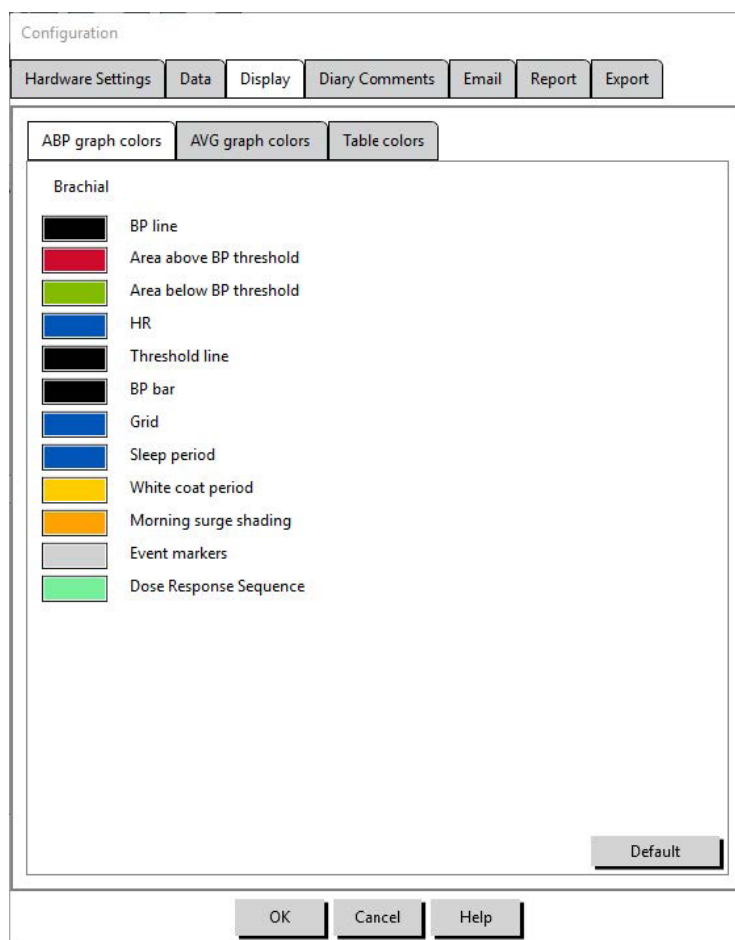 Configuration
Hardware Settings Data Display Diary Comments Email Report Export
ABP graph colors AVG graph colors Table colors
Brachial
BP line
Area above BP threshold
Area below BP threshold
HR
Threshold line
BP bar
Grid
Sleep period
White coat period
Morning surge shading
Event markers
Dose Response Sequence
Default
OK Cancel Help